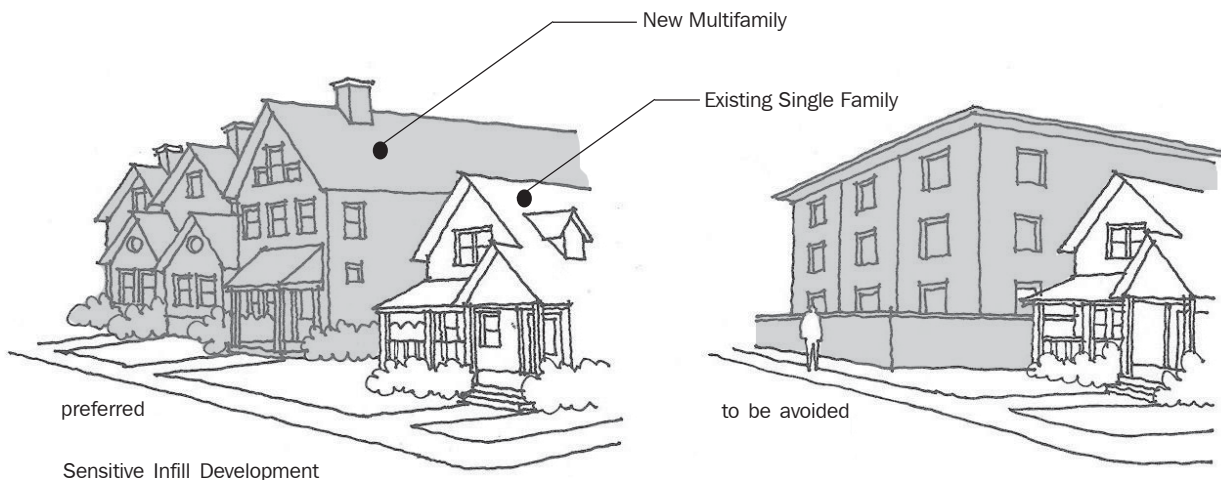 New Multifamily
Existing Single Family
preferred
to be avoided
Sensitive Infill Development